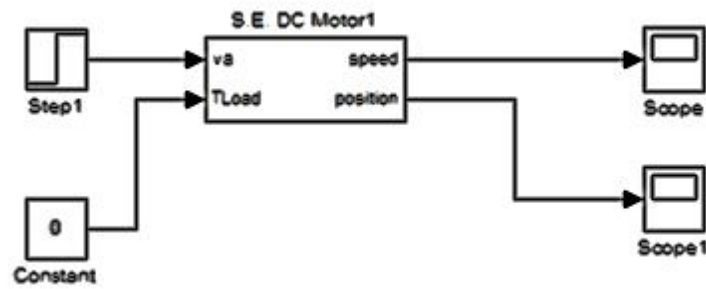 S.E. DC Motor1
va
speed
TLoad
position
Step1
Scope
0
Constant
Scope1